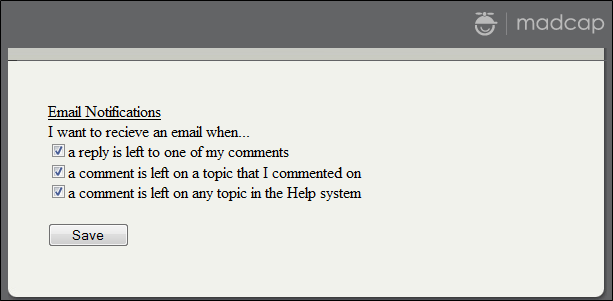 madcap
Email Notifications
I want to recieve an email when...
a reply is left to one of my comments
a comment is left on a topic that I commented on
a comment is left on any topic in the Help system
Save